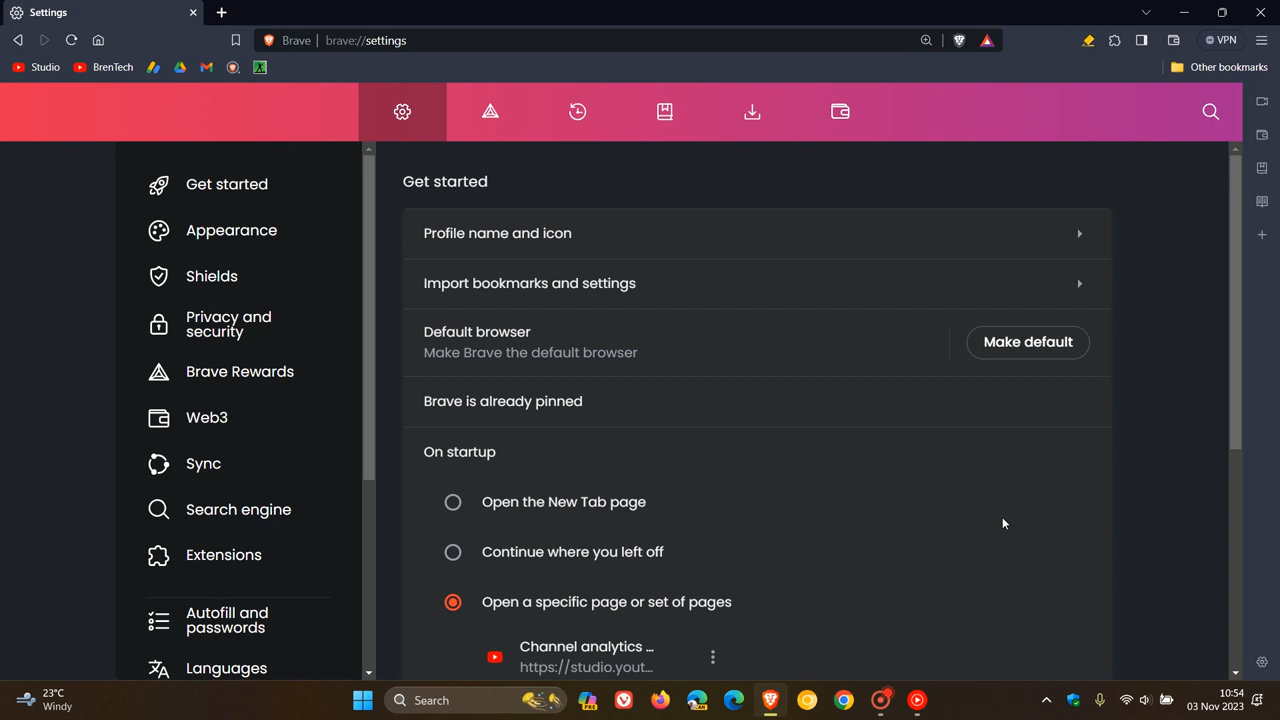 Settings
Brave
brave://settings
VPN
Studio
BrenTech
Other bookmarks
Get started
Appearance
Shields
Privacy and
security
Brave Rewards
Web3
Sync
Search engine
Extensions
Autofill and
passwords
Languages
Get started
Profile name and icon
Import bookmarks and settings
Default browser
Make Brave the default browser
Make default
Brave is already pinned
On startup
Open the New Tab page
Continue where you left off
Open a specific page or set of pages
Channel analytics ...
https://studio.yout...
23°C
Windy
Search
PRE
CAN
10:54
03 Nov 2023